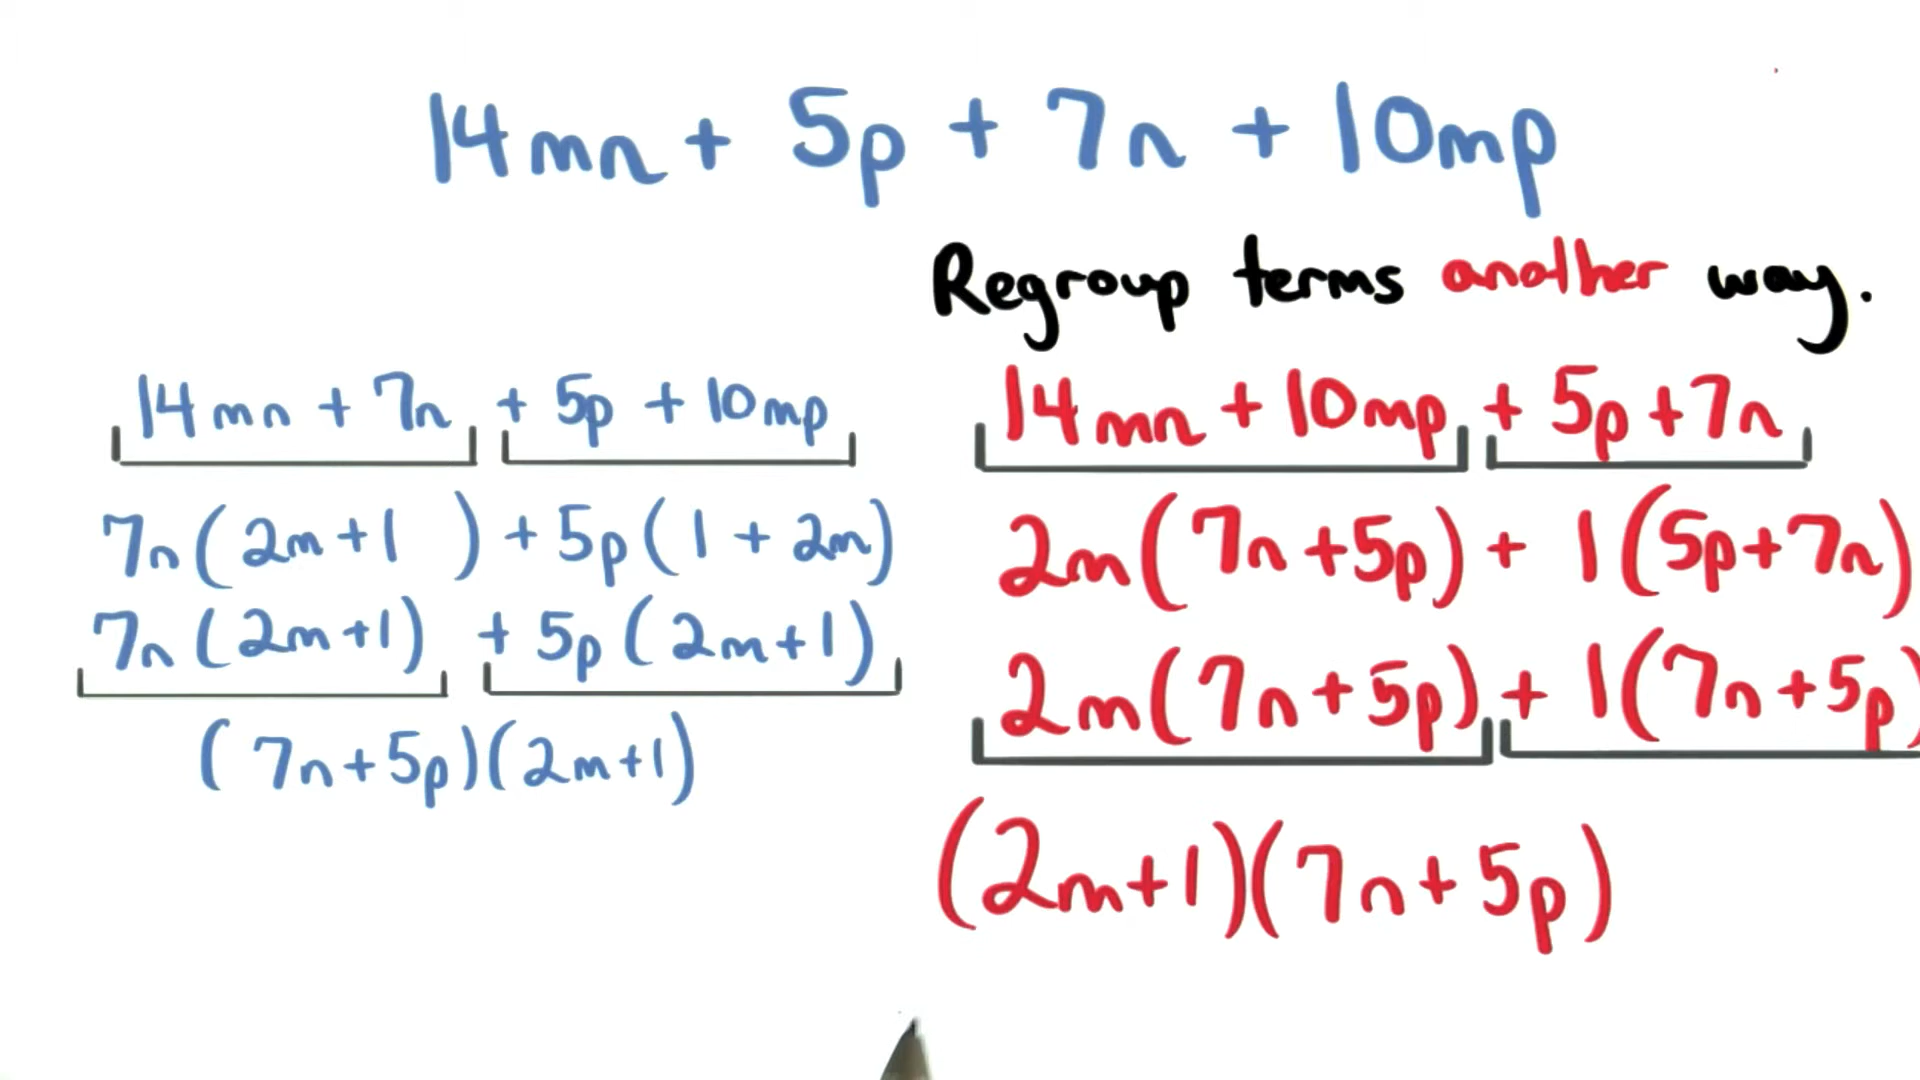 14mn + 5p + 7n + 10mp
Regroup terms another way.
14mn + 7n + 5p + 10mp
7n(2m+1 ) + 5p(1 + 2m)
7n(2m+1) + 5p(2m+1)
(7n+5p)(2m+1)
14mn + 10mp + 5p + 7n
2m(7n+5p) + 1(5p+7n)
2m(7n+5p) + 1(7n+5p)
(2m+1)(7n+5p)